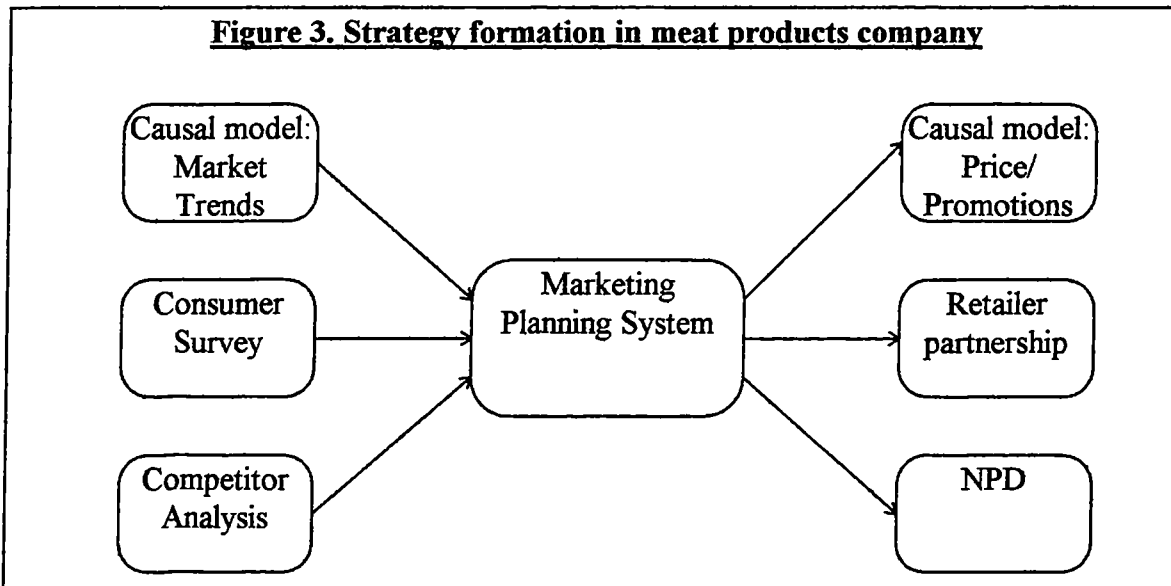 Figure 3. Strategy formation in meat products company
Causal model:
Market
Trends
Causal model:
Price/
Promotions
Consumer
Survey
Marketing
Planning System
Retailer
partnership
Competitor
Analysis
NPD